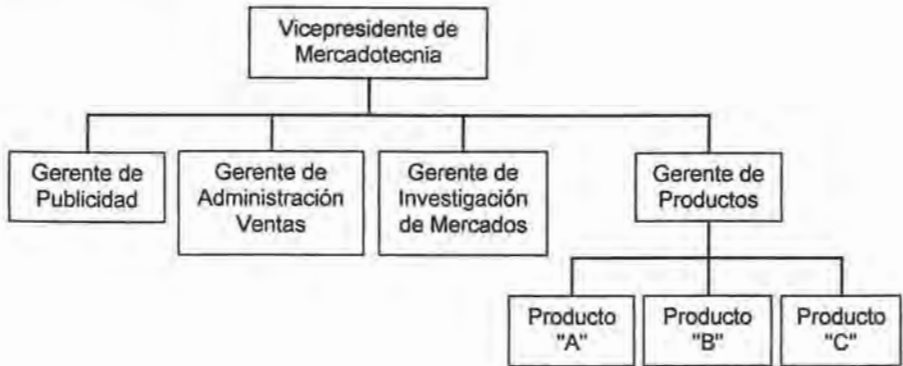 Vicepresidente de
Mercadotecnia
Gerente de
Publicidad
Gerente de
Administración
Ventas
Gerente de
Investigación
de Mercados
Gerente de
Productos
Producto
"A"
Producto
"B"
Producto
"C"